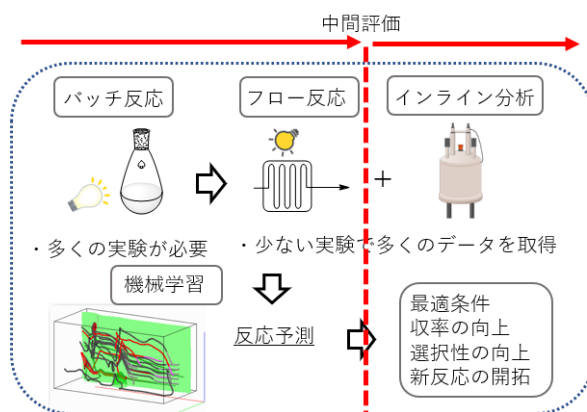 中間評価
バッチ反応
フロー反応
インライン分析
+
・多くの実験が必要
・少ない実験で多くのデータを取得
機械学習
反応予測
最適条件
収率の向上
選択性の向上
新反応の開拓